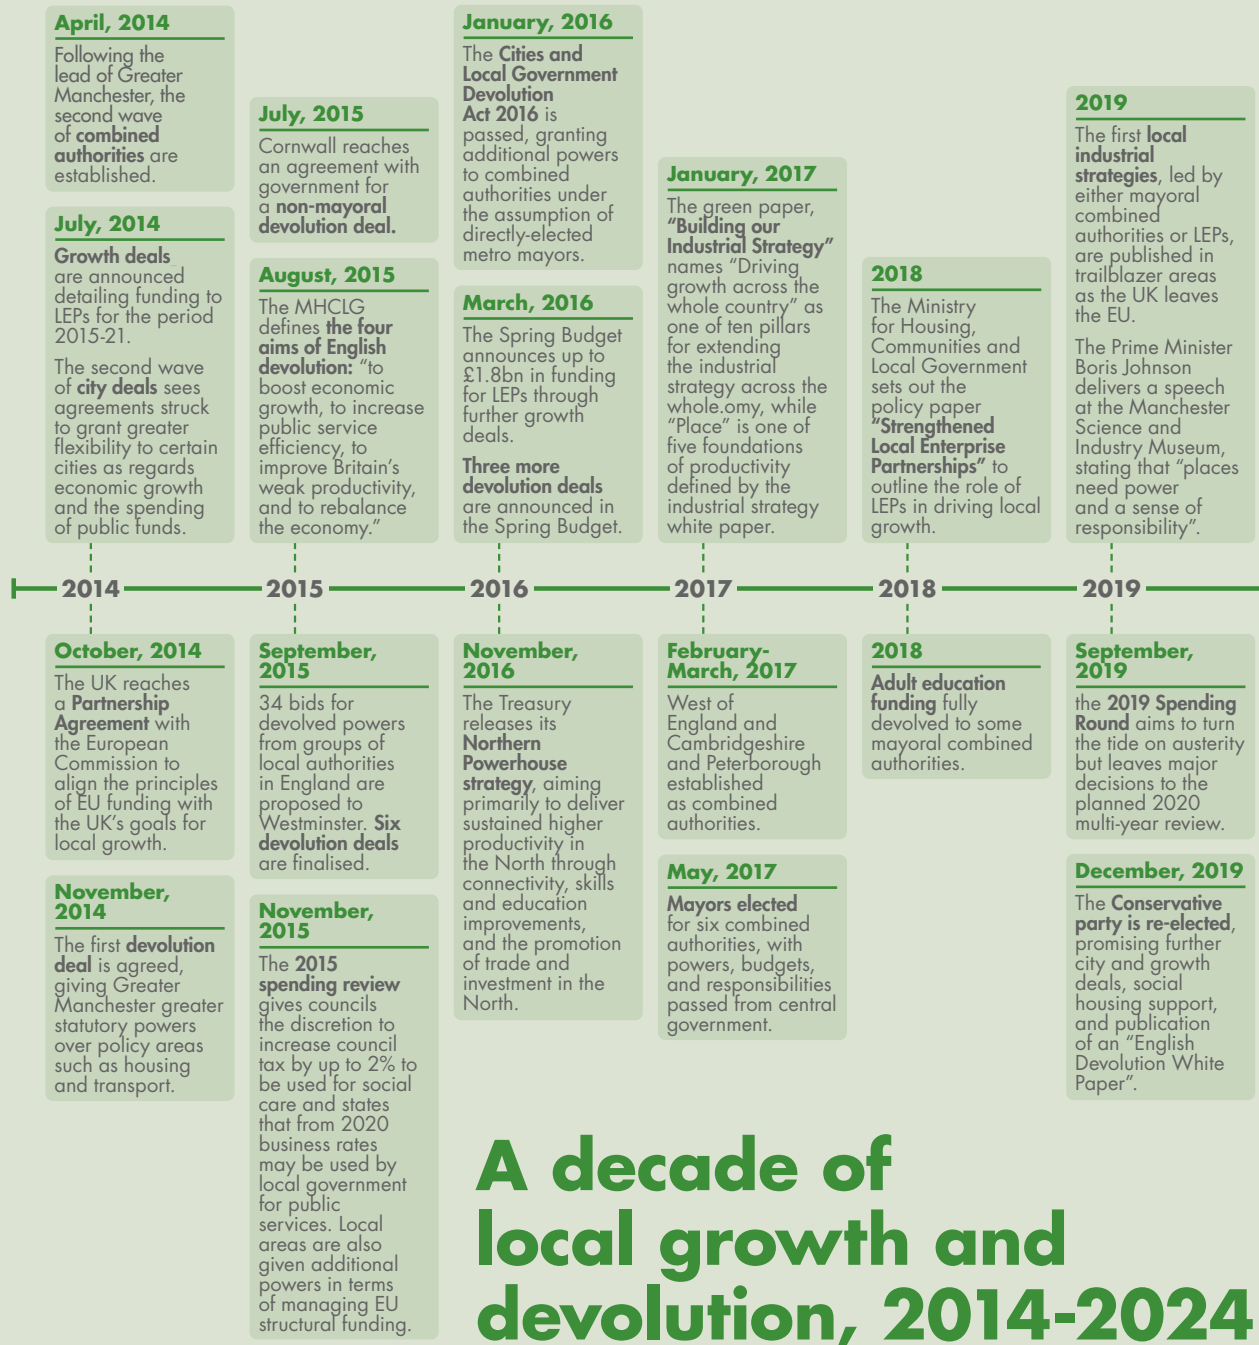 April, 2014
Following the
lead of Greater
Manchester, the
second wave
of combined
authorities are
established.
July, 2014
Growth deals
are announced
detailing funding to
LEPs for the period
2015-21.
The second wave
of city deals sees
agreements struck
to grant greater
flexibility to certain
cities as regards
economic growth
and the spending
of public funds.
July, 2015
Cornwall reaches
an agreement with
government for
a non-mayoral
devolution deal.
August, 2015
The MHCLG
defines the four
aims of English
devolution: “to
boost economic
growth, to increase
public service
efficiency, to
improve Britain’s
weak productivity,
and to rebalance
the economy.”
January, 2016
The Cities and
Local Government
Devolution
Act 2016 is
passed, granting
additional powers
to combined
authorities under
the assumption of
directly-elected
metro mayors.
March, 2016
The Spring Budget
announces up to
£1.8bn in funding
for LEPs through
further growth
deals.
Three more
devolution deals
are announced in
the Spring Budget.
January, 2017
The green paper,
“Building our
Industrial Strategy”
names “Driving
growth across the
whole country” as
one of ten pillars
for extending
the industrial
strategy across the
whole.omy, while
“Place” is one of
five foundations
of productivity
defined by the
industrial strategy
white paper.
2018
The Ministry
for Housing,
Communities and
Local Government
sets out the
policy paper
“Strengthened
Local Enterprise
Partnerships” to
outline the role of
LEPs in driving local
growth.
2019
The first local
industrial
strategies, led by
either mayoral
combined
authorities or LEPs,
are published in
trailblazer areas
as the UK leaves
the EU.
The Prime Minister
Boris Johnson
delivers a speech
at the Manchester
Science and
Industry Museum,
stating that “places
need power
and a sense of
responsibility”.
2014
2015
2016
2017
2018
2019
October, 2014
The UK reaches
a Partnership
Agreement with
the European
Commission to
align the principles
of EU funding with
the UK’s goals for
local growth.
November,
2014
The first devolution
deal is agreed,
giving Greater
Manchester greater
statutory powers
over policy areas
such as housing
and transport.
September,
2015
34 bids for
devolved powers
from groups of
local authorities
in England are
proposed to
Westminster. Six
devolution deals
are finalised.
November,
2015
The 2015
spending review
gives councils
the discretion to
increase council
tax by up to 2% to
be used for social
care and states
that from 2020
business rates
may be used by
local government
for public
services. Local
areas are also
given additional
powers in terms
of managing EU
structural funding.
November,
2016
The Treasury
releases its
Northern
Powerhouse
strategy, aiming
primarily to deliver
sustained higher
productivity in
the North through
connectivity, skills
and education
improvements,
and the promotion
of trade and
investment in the
North.
February-
March, 2017
West of
England and
Cambridgeshire
and Peterborough
established
as combined
authorities.
May, 2017
Mayors elected
for six combined
authorities, with
powers, budgets,
and responsibilities
passed from central
government.
2018
Adult education
funding fully
devolved to some
mayoral combined
authorities.
September,
2019
the 2019 Spending
Round aims to turn
the tide on austerity
but leaves major
decisions to the
planned 2020
multi-year review.
December, 2019
The Conservative
party is re-elected,
promising further
city and growth
deals, social
housing support,
and publication
of an “English
Devolution White
Paper”.
A decade of
local growth and
devolution, 2014-2024